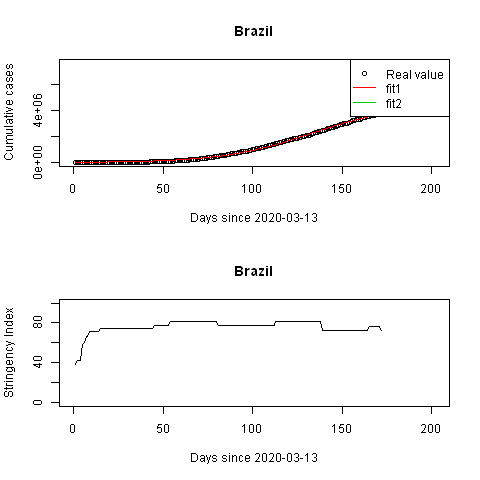 Brazil
Cumulative cases
4e+06
0e+00
Real value
fit1
fit2
0 50 100 150 200
Days since 2020-03-13
Brazil
Stringency Index
80
40
0
0 50 100 150 200
Days since 2020-03-13